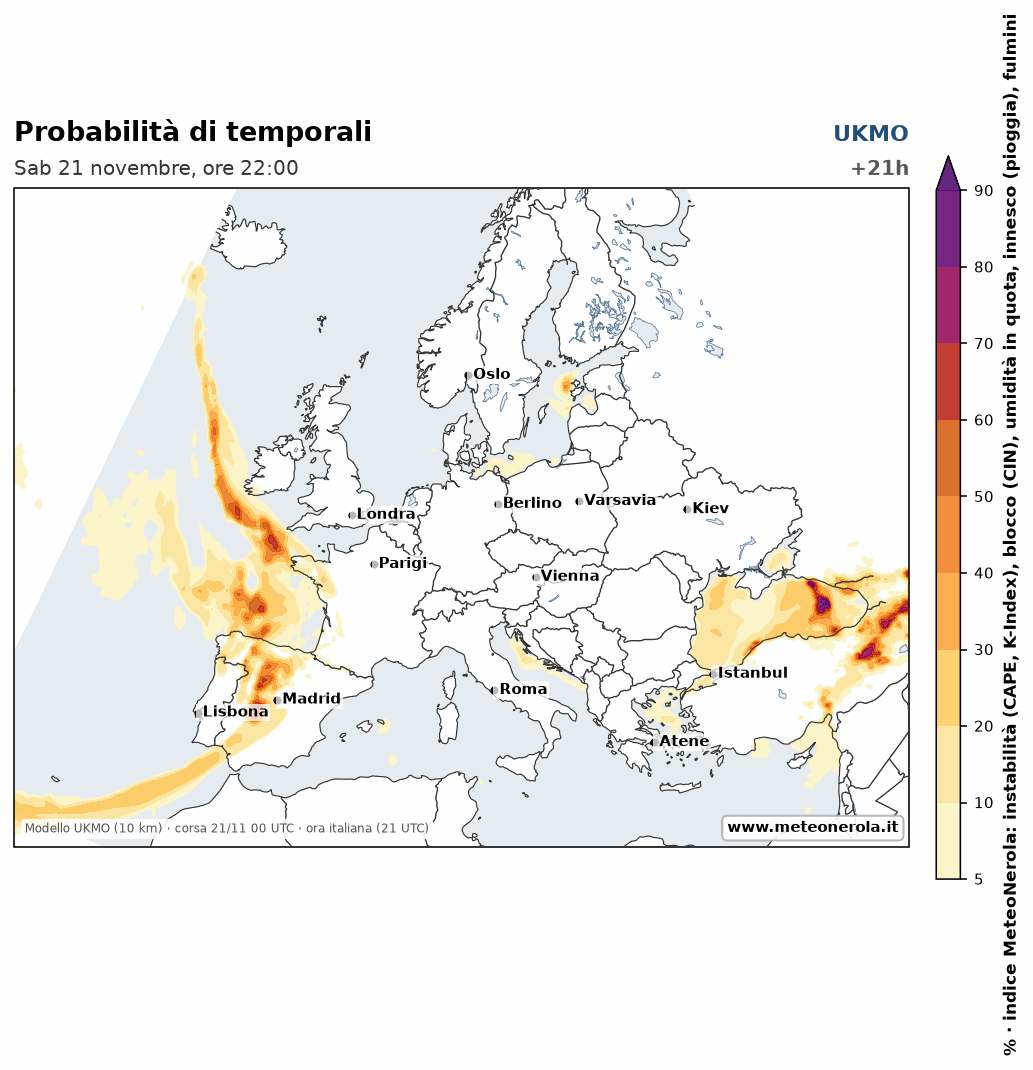 Probabilità di temporali
UKMO
Sab 21 novembre, ore 22:00
+21h
Oslo
Londra
Berlino
Varsavia
Kiev
Parigi
Vienna
Istanbul
Roma
Madrid
Lisbona
Atene
Modello UKMO (10 km) · corsa 21/11 00 UTC · ora italiana (21 UTC)
www.meteonerola.it
90
80
70
60
50
40
30
20
10
5
% · indice MeteoNerola: instabilità (CAPE, K-Index), blocco (CIN), umidità in quota, innesco (pioggia), fulmini